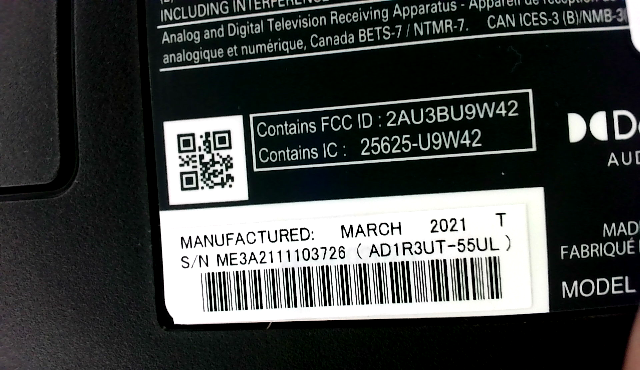 INCLUDING INTERFERENCE
Analog and Digital Television Receiving Apparatus - Appareil de réception de
analogique et numérique, Canada BETS-7 / NTMR-7. CAN ICES-3 (B)/NMB-3(
Contains FCC ID : 2AU3BU9W42
Contains IC : 25625-U9W42
AUD
MANUFACTURED: MARCH 2021 T
S/N ME3A2111103726 ( AD1R3UT-55UL )
MAD
FABRIQUÉ
MODEL